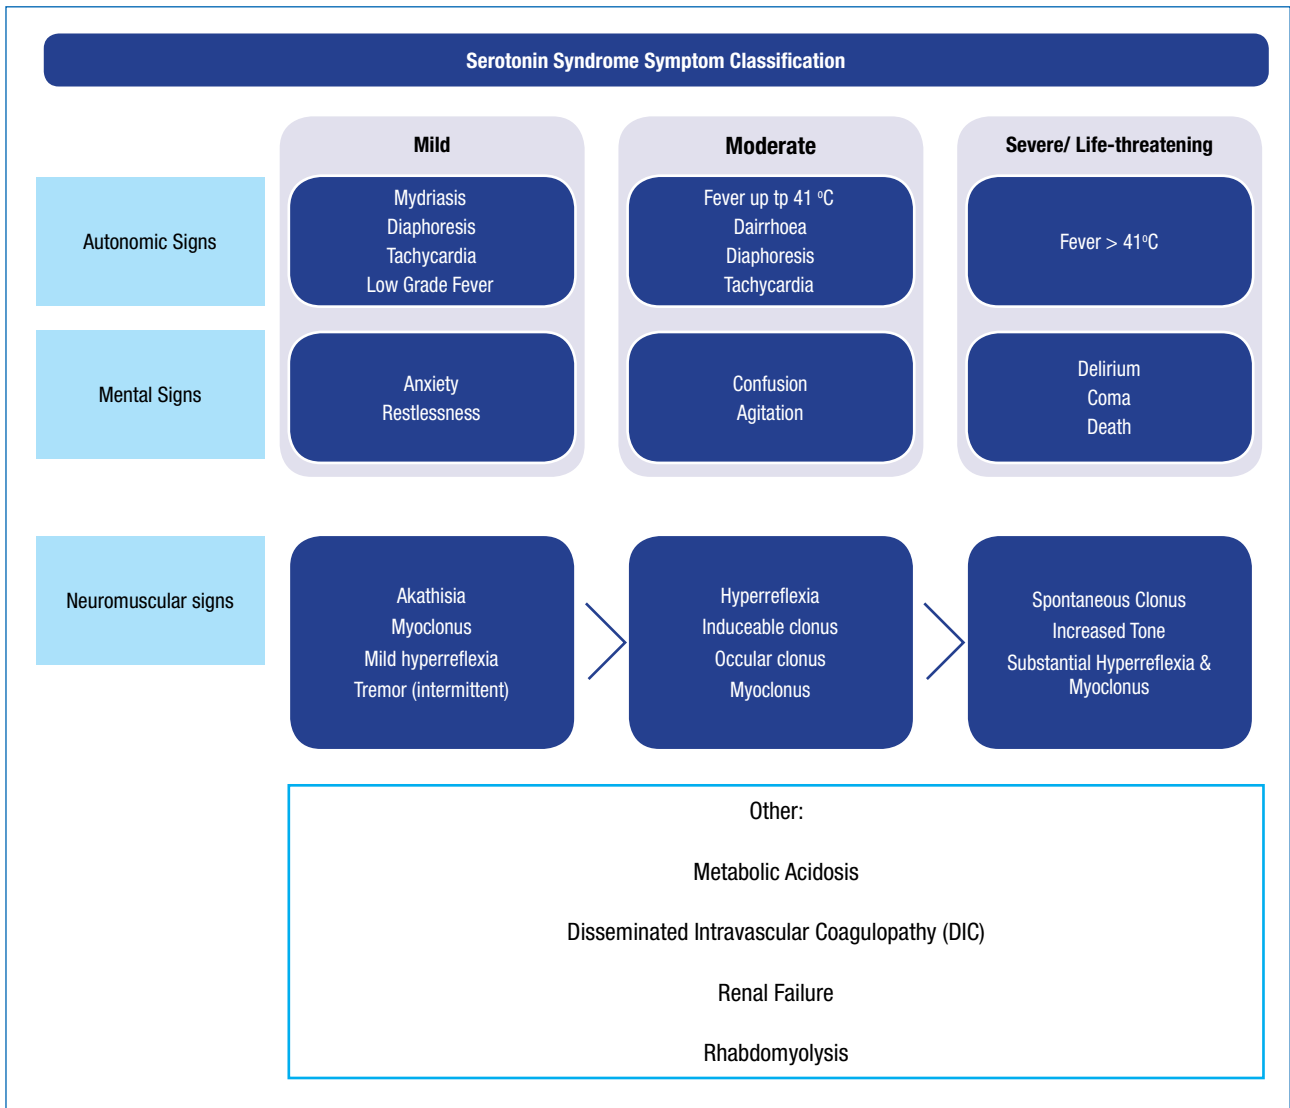 Serotonin Syndrome Symptom Classification
Mild
Moderate
Severe/ Life-threatening
Autonomic Signs
Mydriasis
Diaphoresis
Tachycardia
Low Grade Fever
Fever up tp 41 ºC
Dairrhoea
Diaphoresis
Tachycardia
Fever > 41ºC
Mental Signs
Anxiety
Restlessness
Confusion
Agitation
Delirium
Coma
Death
Neuromuscular signs
Akathisia
Myoclonus
Mild hyperreflexia
Tremor (intermittent)
Hyperreflexia
Induceable clonus
Occular clonus
Myoclonus
Spontaneous Clonus
Increased Tone
Substantial Hyperreflexia &
Myoclonus
Other:
Metabolic Acidosis
Disseminated Intravascular Coagulopathy (DIC)
Renal Failure
Rhabdomyolysis